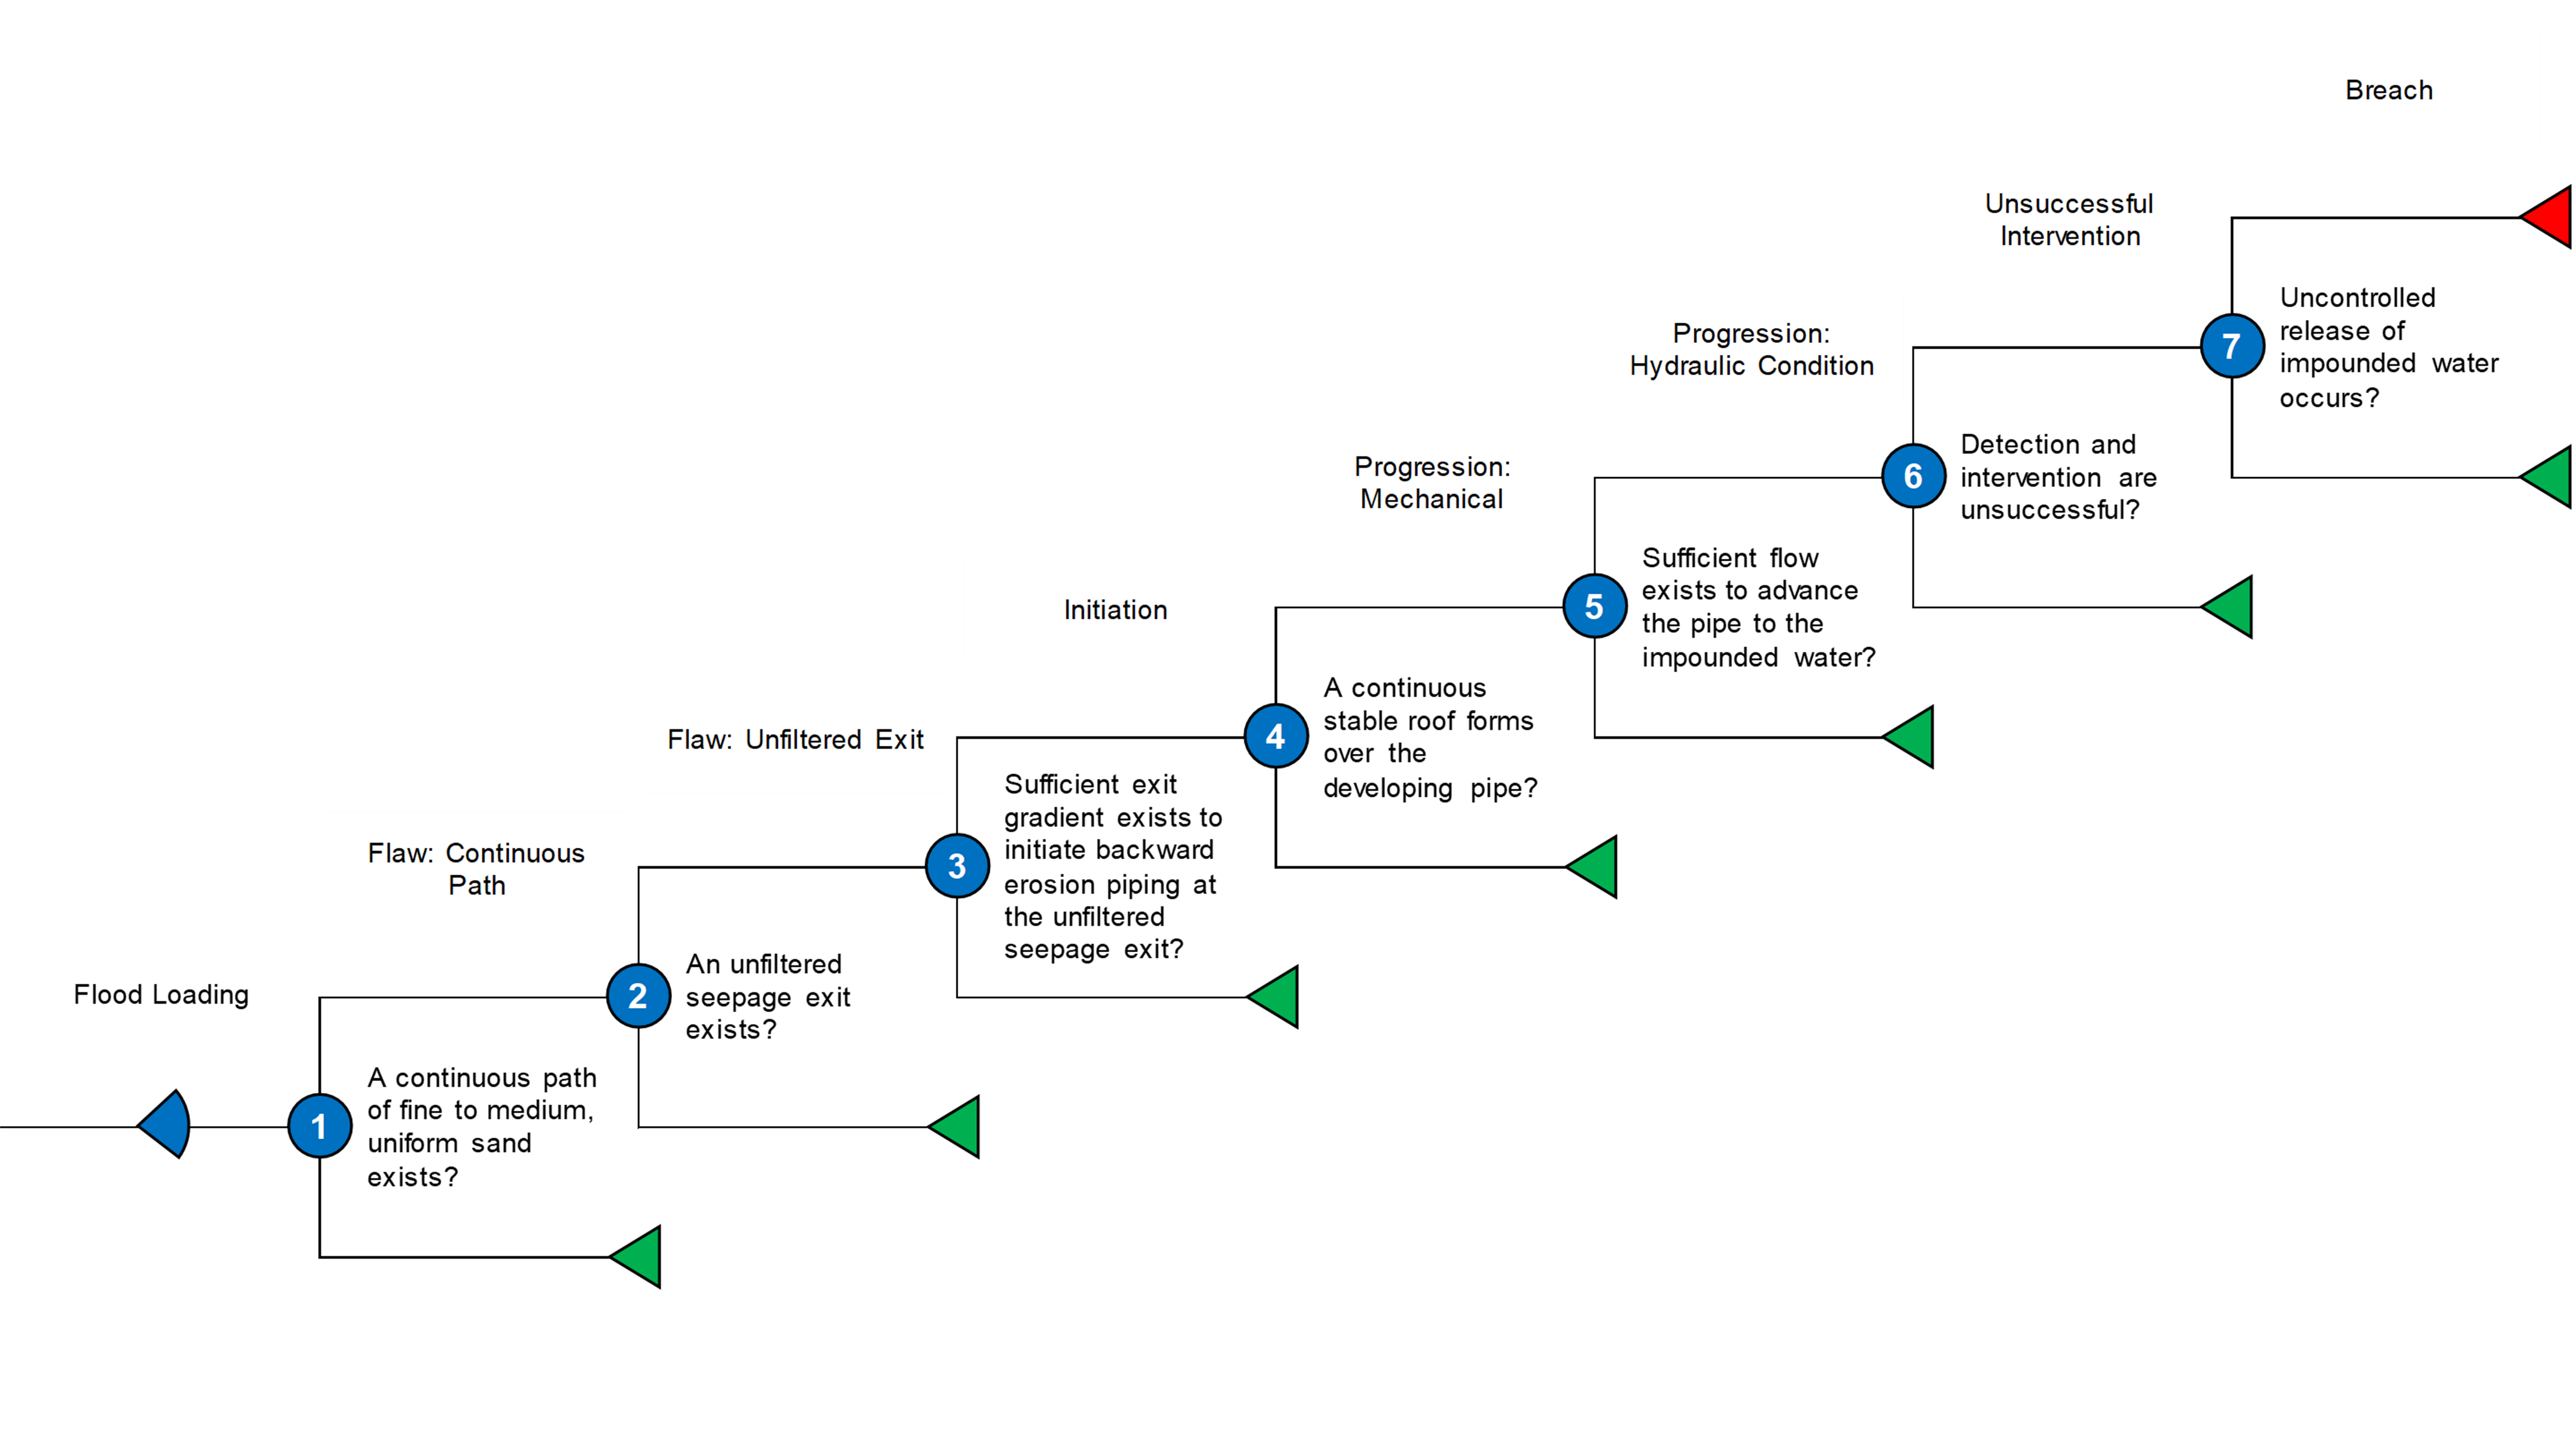 Breach
Unsuccessful
Intervention
Uncontrolled
release of
impounded water
occurs?
7
Progression:
Hydraulic Condition
Detection and
intervention are
unsuccessful?
6
Progression:
Mechanical
Sufficient flow
exists to advance
the pipe to the
impounded water?
5
Initiation
A continuous
stable roof forms
over the
developing pipe?
4
Flaw: Unfiltered Exit
Sufficient exit
gradient exists to
initiate backward
erosion piping at
the unfiltered
seepage exit?
3
Flaw: Continuous
Path
An unfiltered
seepage exit
exists?
2
Flood Loading
A continuous path
of fine to medium,
uniform sand
exists?
1